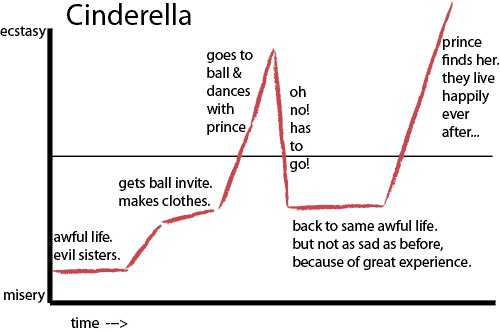 Cinderella
ecstasy
goes to
ball &
dances
with
prince
oh
no!
has
to
go!
prince
finds her.
they live
happily
ever
after...
gets ball invite.
makes clothes.
awful life.
evil sisters.
back to same awful life.
but not as sad as before,
because of great experience.
misery
time --->